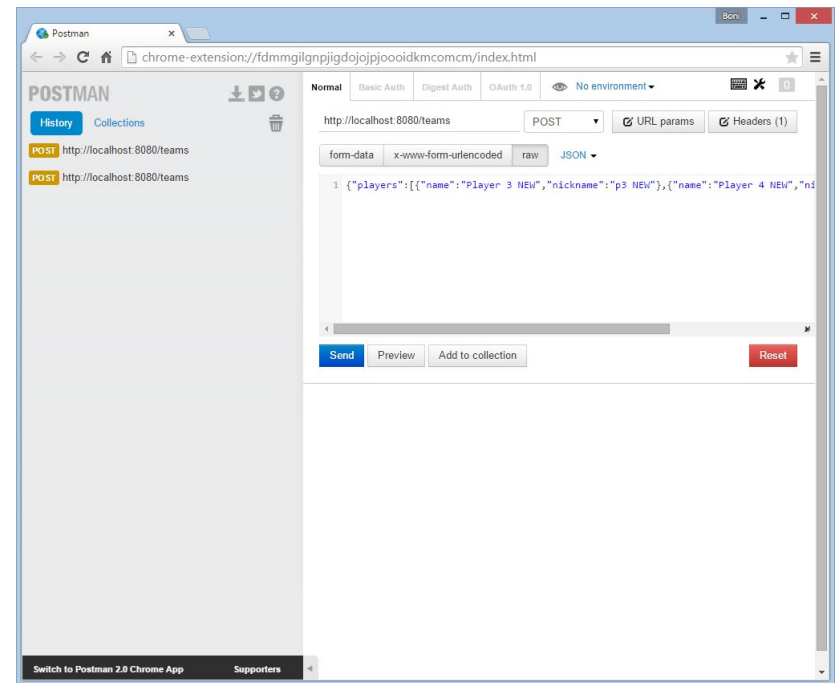 Boni
Postman
chrome-extension://fdmmgilgnpjigdojojpjoooidkmcomcm/index.html
POSTMAN
History Collections
POST http://localhost:8080/teams
POST http://localhost:8080/teams
Switch to Postman 2.0 Chrome App Supporters
Normal Basic Auth Digest Auth OAuth 1.0 No environment 0
http://localhost:8080/teams POST URL params Headers (1)
form-data x-www-form-urlencoded raw JSON
1 {"players":[{"name":"Player 3 NEW","nickname":"p3 NEW"},{"name":"Player 4 NEW","ni
Send Preview Add to collection Reset